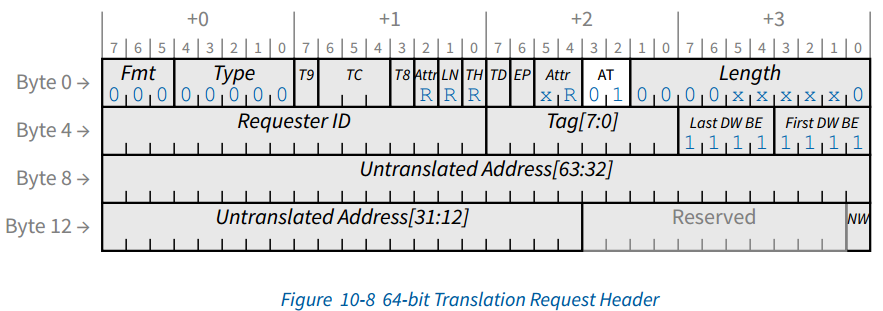 +0 +1 +2 +3
7 6 5 4 3 2 1 0 7 6 5 4 3 2 1 0 7 6 5 4 3 2 1 0 7 6 5 4 3 2 1 0
Byte 0 → Fmt Type T9 TC T8 Attr LN TH TD EP Attr AT Length
0 0 0 0 0 0 0 0 R R R x R 0 1 0 0 0 0 x x x x x 0
Byte 4 → Requester ID Tag[7:0] Last DW BE First DW BE
1 1 1 1 1 1 1 1
Byte 8 → Untranslated Address[63:32]
Byte 12 → Untranslated Address[31:12] Reserved NW
Figure 10-8 64-bit Translation Request Header